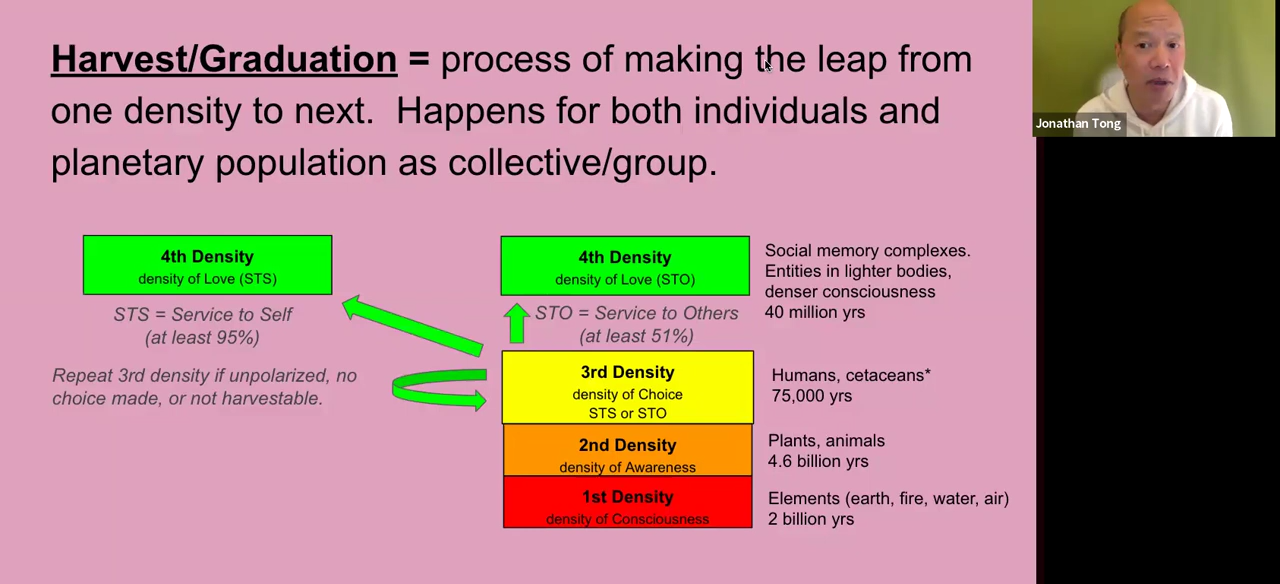 Harvest/Graduation = process of making the leap from
one density to next. Happens for both individuals and
planetary population as collective/group.
Jonathan Tong
4th Density
density of Love (STS)
4th Density
density of Love (STO)
Social memory complexes.
Entities in lighter bodies,
denser consciousness
40 million yrs
STS = Service to Self
(at least 95%)
STO = Service to Others
(at least 51%)
Repeat 3rd density if unpolarized, no
choice made, or not harvestable.
3rd Density
density of Choice
STS or STO
Humans, cetaceans*
75,000 yrs
2nd Density
density of Awareness
Plants, animals
4.6 billion yrs
1st Density
density of Consciousness
Elements (earth, fire, water, air)
2 billion yrs